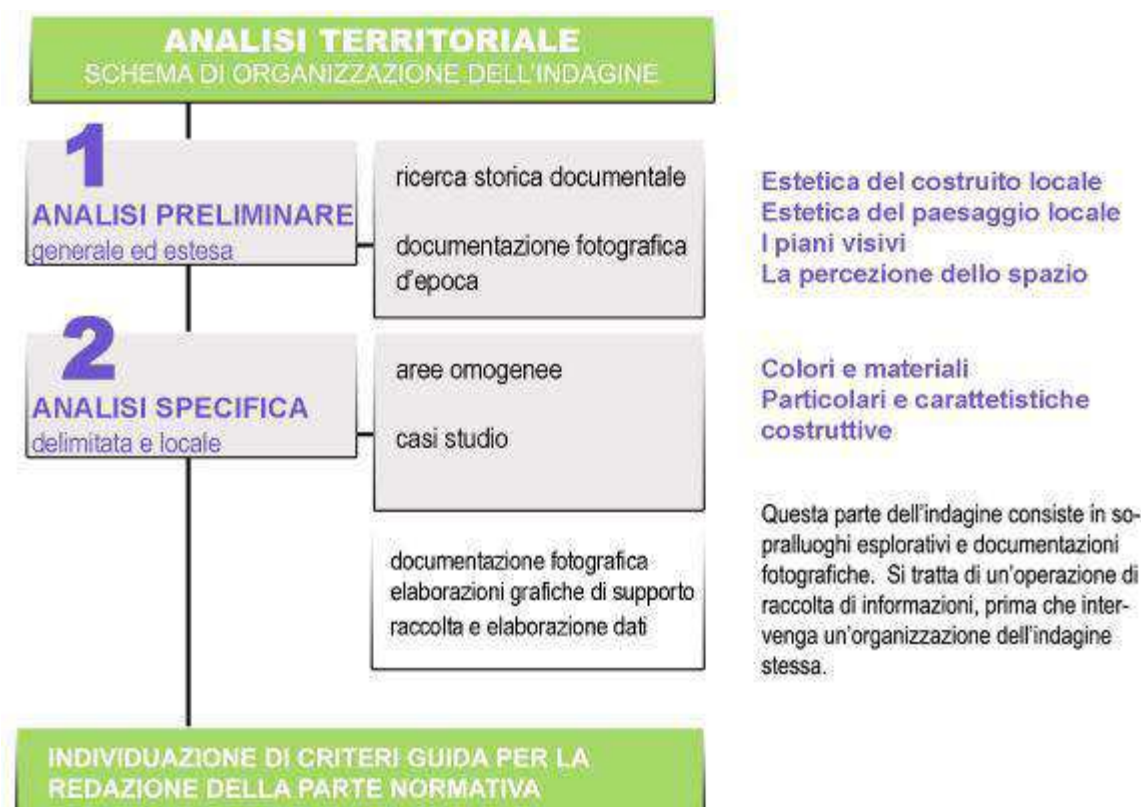 ANALISI TERRITORIALE
SCHEMA DI ORGANIZZAZIONE DELL'INDAGINE
1
ANALISI PRELIMINARE
generale ed estesa
ricerca storica documentale
documentazione fotografica
d'epoca
Estetica del costruito locale
Estetica del paesaggio locale
I piani visivi
La percezione dello spazio
2
ANALISI SPECIFICA
delimitata e locale
aree omogenee
casi studio
Colori e materiali
Particolari e carattetistiche
costruttive
documentazione fotografica
elaborazioni grafiche di supporto
raccolta e elaborazione dati
Questa parte dell'indagine consiste in so-
pralluoghi esplorativi e documentazioni
fotografiche. Si tratta di un'operazione di
raccolta di informazioni, prima che inter-
venga un'organizzazione dell'indagine
stessa.
INDIVIDUAZIONE DI CRITERI GUIDA PER LA
REDAZIONE DELLA PARTE NORMATIVA